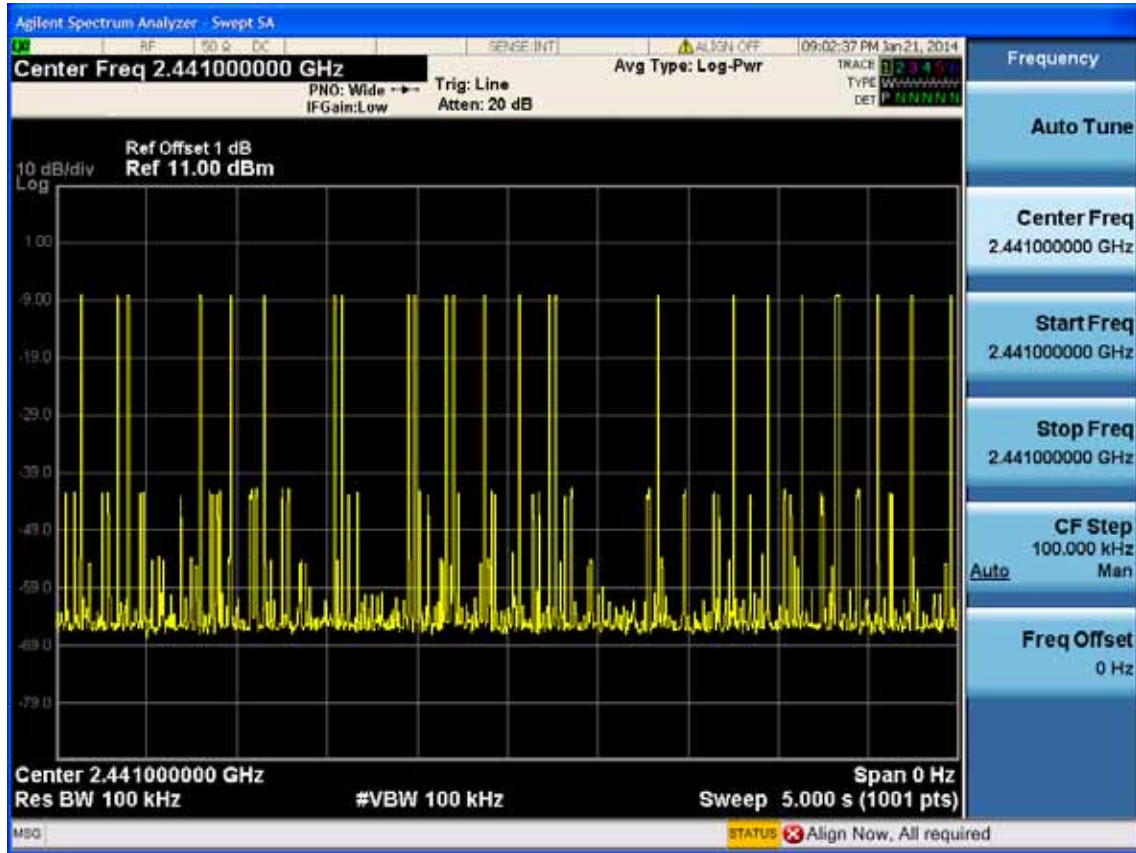 Agilent Spectrum Analyzer - Swept SA
RF 50 Ω DC SENSE:INT ALIGN OFF 09:02:37 PM Jan 21, 2014
Center Freq 2.441000000 GHz
PNO: Wide
IFGain:Low
Trig: Line
Atten: 20 dB
Avg Type: Log-Pwr
TRACE 1 2 3 4 5 6
TYPE
DET P N N N N N
Ref Offset 1 dB
10 dB/div Ref 11.00 dBm
Log
1.00
-9.00
-19.0
-29.0
-39.0
-49.0
-59.0
-69.0
-79.0
Center 2.441000000 GHz Span 0 Hz
Res BW 100 kHz #VBW 100 kHz Sweep 5.000 s (1001 pts)
MSG STATUS Align Now, All required
Frequency
Auto Tune
Center Freq
2.441000000 GHz
Start Freq
2.441000000 GHz
Stop Freq
2.441000000 GHz
CF Step
100.000 kHz
Auto Man
Freq Offset
0 Hz